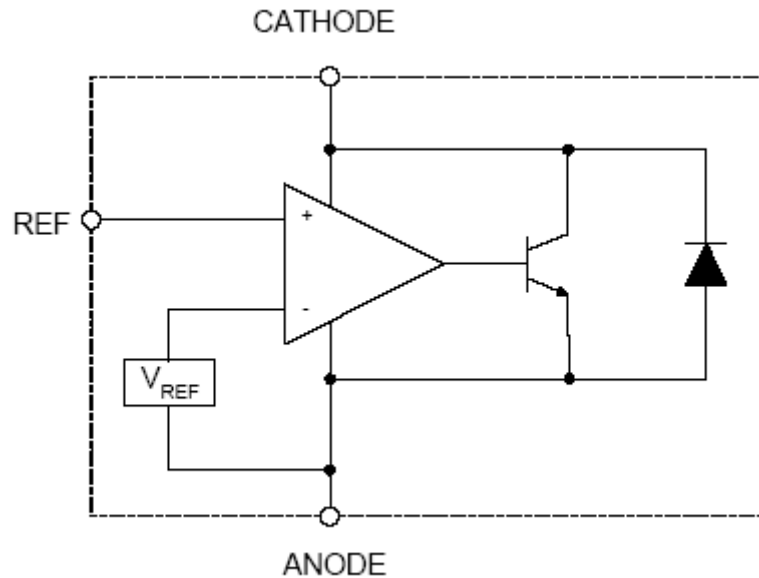 CATHODE
REF
+
-
VREF
ANODE